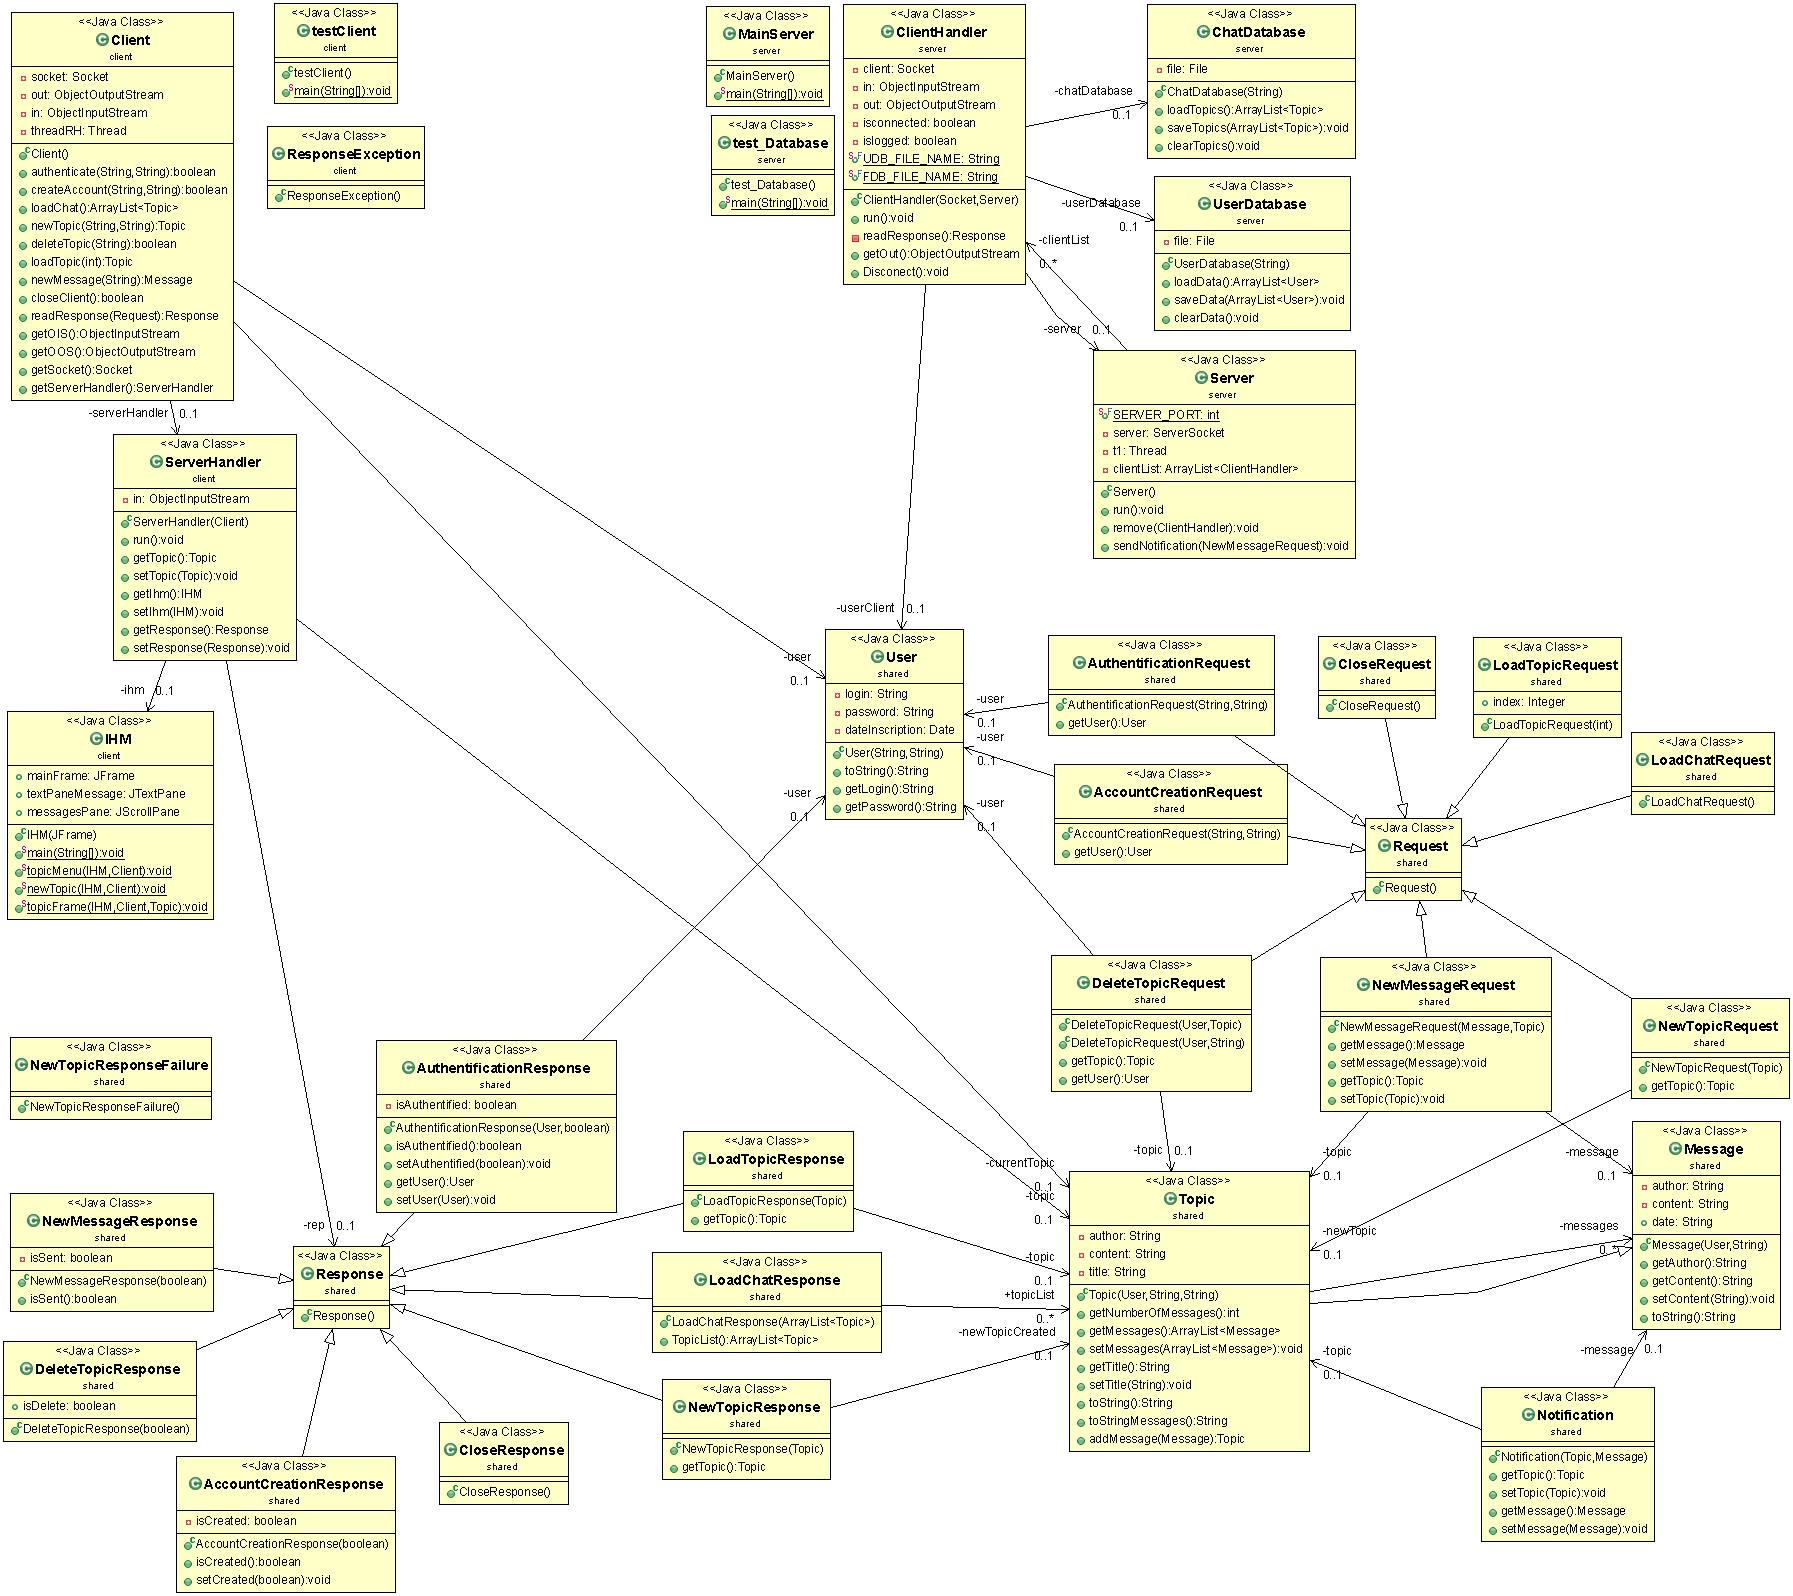 <<Java Class>>
Client
client
socket: Socket
out: ObjectOutputStream
in: ObjectInputStream
threadRH: Thread
Client()
authenticate(String,String):boolean
createAccount(String,String):boolean
loadChat():ArrayList<Topic>
newTopic(String,String):Topic
deleteTopic(String):boolean
loadTopic(int):Topic
newMessage(String):Message
closeClient():boolean
readResponse(Request):Response
getOIS():ObjectInputStream
getOOS():ObjectOutputStream
getSocket():Socket
getServerHandler():ServerHandler
<<Java Class>>
testClient
client
testClient()
main(String[]):void
<<Java Class>>
ResponseException
client
ResponseException()
<<Java Class>>
MainServer
server
MainServer()
main(String[]):void
<<Java Class>>
test_Database
server
test_Database()
main(String[]):void
<<Java Class>>
ClientHandler
server
client: Socket
in: ObjectInputStream
out: ObjectOutputStream
isconnected: boolean
islogged: boolean
UDB_FILE_NAME: String
FDB_FILE_NAME: String
ClientHandler(Socket,Server)
run():void
readResponse():Response
getOut():ObjectOutputStream
Disconect():void
-chatDatabase
0..1
<<Java Class>>
ChatDatabase
server
file: File
ChatDatabase(String)
loadTopics():ArrayList<Topic>
saveTopics(ArrayList<Topic>):void
clearTopics():void
-userDatabase
0..1
<<Java Class>>
UserDatabase
server
file: File
UserDatabase(String)
loadData():ArrayList<User>
saveData(ArrayList<User>):void
clearData():void
-clientList
0..*
-server
0..1
<<Java Class>>
Server
server
SERVER_PORT: int
server: ServerSocket
t1: Thread
clientList: ArrayList<ClientHandler>
Server()
run():void
remove(ClientHandler):void
sendNotification(NewMessageRequest):void
-serverHandler
0..1
<<Java Class>>
ServerHandler
client
in: ObjectInputStream
ServerHandler(Client)
run():void
getTopic():Topic
setTopic(Topic):void
getIhm():IHM
setIhm(IHM):void
getResponse():Response
setResponse(Response):void
-ihm
0..1
<<Java Class>>
IHM
client
mainFrame: JFrame
textPaneMessage: JTextPane
messagesPane: JScrollPane
IHM(JFrame)
main(String[]):void
topicMenu(IHM,Client):void
newTopic(IHM,Client):void
topicFrame(IHM,Client,Topic):void
-userClient
0..1
-user
0..1
<<Java Class>>
User
shared
login: String
password: String
dateInscription: Date
User(String,String)
toString():String
getLogin():String
getPassword():String
-user
0..1
-user
0..1
-user
0..1
-user
0..1
<<Java Class>>
AuthentificationRequest
shared
AuthentificationRequest(String,String)
getUser():User
<<Java Class>>
AccountCreationRequest
shared
AccountCreationRequest(String,String)
getUser():User
<<Java Class>>
CloseRequest
shared
CloseRequest()
<<Java Class>>
LoadTopicRequest
shared
index: Integer
LoadTopicRequest(int)
<<Java Class>>
LoadChatRequest
shared
LoadChatRequest()
<<Java Class>>
Request
shared
Request()
<<Java Class>>
DeleteTopicRequest
shared
DeleteTopicRequest(User,Topic)
DeleteTopicRequest(User,String)
getTopic():Topic
getUser():User
<<Java Class>>
NewMessageRequest
shared
NewMessageRequest(Message,Topic)
getMessage():Message
setMessage(Message):void
getTopic():Topic
setTopic(Topic):void
<<Java Class>>
NewTopicRequest
shared
NewTopicRequest(Topic)
getTopic():Topic
<<Java Class>>
NewTopicResponseFailure
shared
NewTopicResponseFailure()
<<Java Class>>
AuthentificationResponse
shared
isAuthentified: boolean
AuthentificationResponse(User,boolean)
isAuthentified():boolean
setAuthentified(boolean):void
getUser():User
setUser(User):void
<<Java Class>>
LoadTopicResponse
shared
LoadTopicResponse(Topic)
getTopic():Topic
-currentTopic
0..1
-topic
0..1
-topic
0..1
-topic
0..1
-message
0..1
<<Java Class>>
Message
shared
author: String
content: String
date: String
Message(User,String)
getAuthor():String
getContent():String
setContent(String):void
toString():String
<<Java Class>>
Topic
shared
author: String
content: String
title: String
Topic(User,String,String)
getNumberOfMessages():int
getMessages():ArrayList<Message>
setMessages(ArrayList<Message>):void
getTitle():String
setTitle(String):void
toString():String
toStringMessages():String
addMessage(Message):Topic
-newTopic
0..1
-messages
0..*
<<Java Class>>
NewMessageResponse
shared
isSent: boolean
NewMessageResponse(boolean)
isSent():boolean
-rep
0..1
<<Java Class>>
Response
shared
Response()
<<Java Class>>
LoadChatResponse
shared
LoadChatResponse(ArrayList<Topic>)
TopicList():ArrayList<Topic>
-topic
0..1
+topicList
0..*
-newTopicCreated
0..1
<<Java Class>>
DeleteTopicResponse
shared
isDelete: boolean
DeleteTopicResponse(boolean)
<<Java Class>>
NewTopicResponse
shared
NewTopicResponse(Topic)
getTopic():Topic
<<Java Class>>
CloseResponse
shared
CloseResponse()
<<Java Class>>
AccountCreationResponse
shared
isCreated: boolean
AccountCreationResponse(boolean)
isCreated():boolean
setCreated(boolean):void
-topic
0..1
-message
0..1
<<Java Class>>
Notification
shared
Notification(Topic,Message)
getTopic():Topic
setTopic(Topic):void
getMessage():Message
setMessage(Message):void